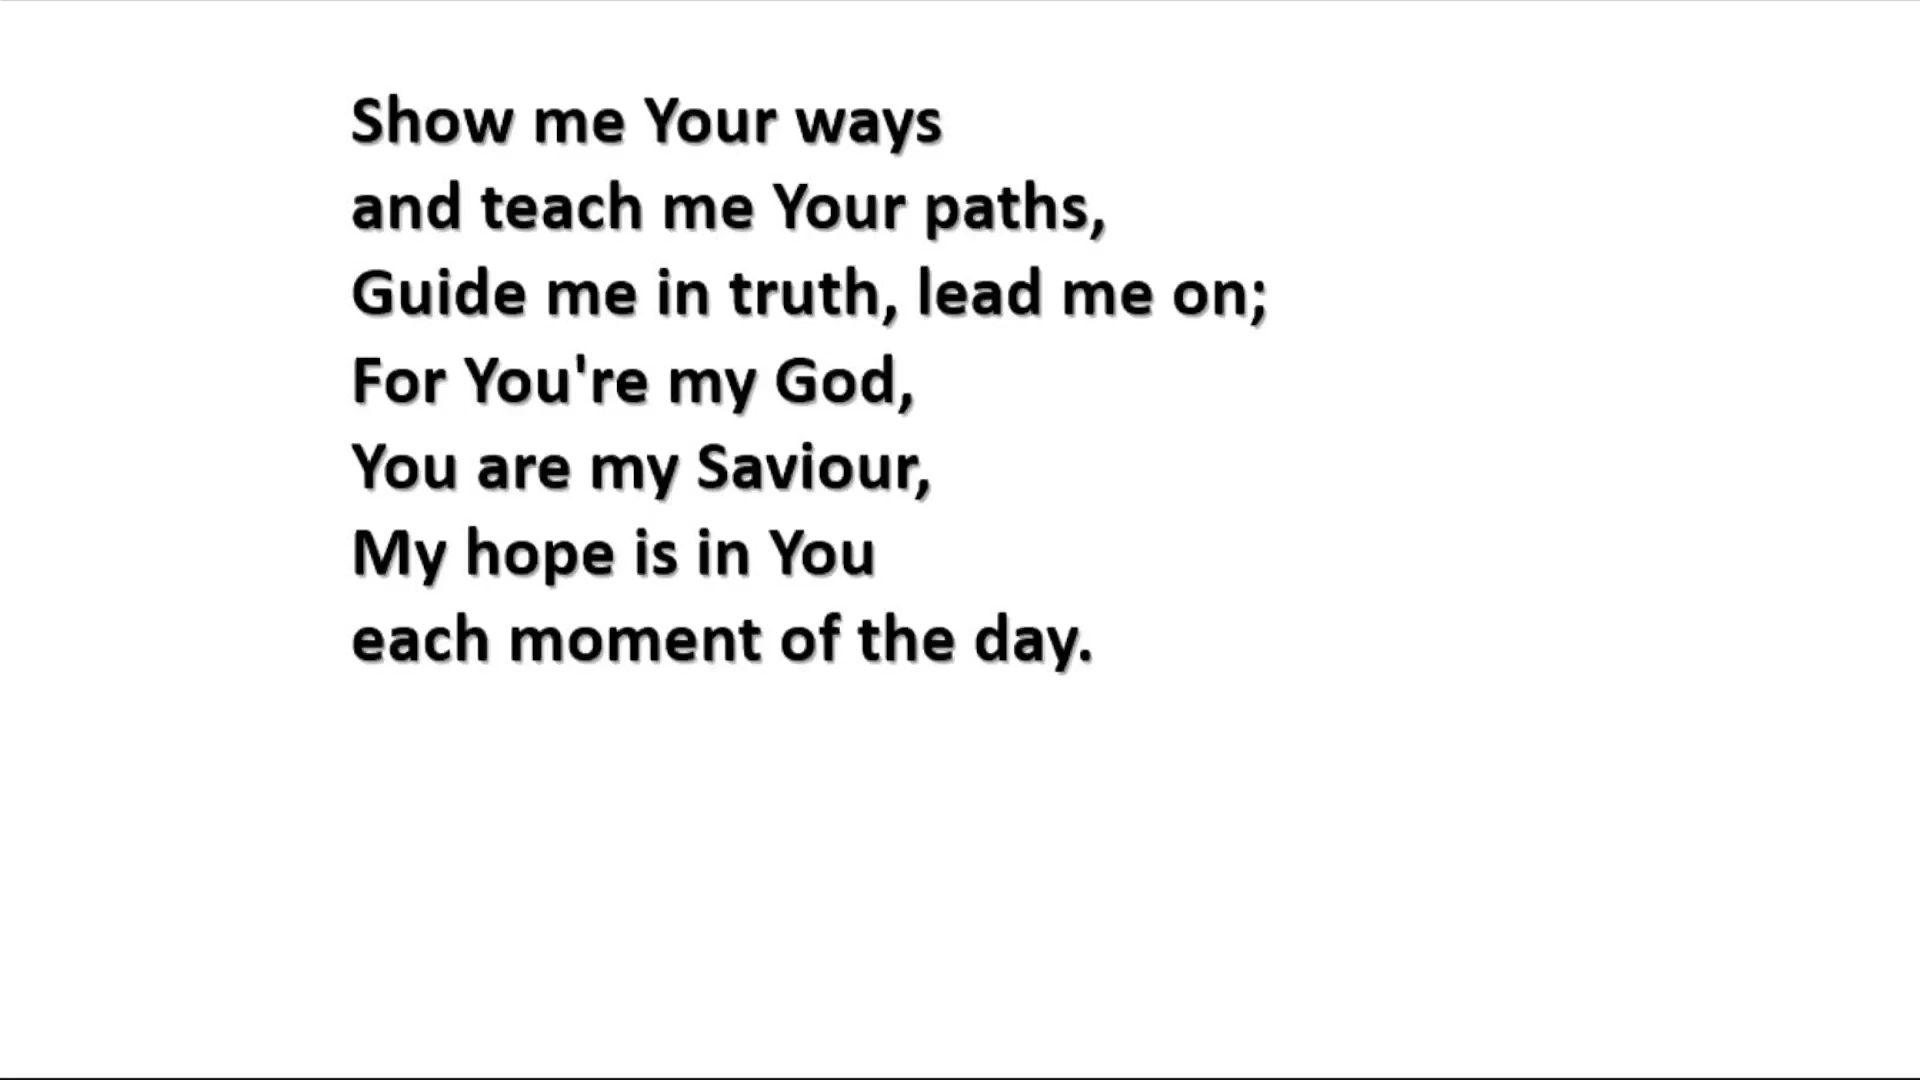 Show me Your ways
and teach me Your paths,
Guide me in truth, lead me on;
For You're my God,
You are my Saviour,
My hope is in You
each moment of the day.